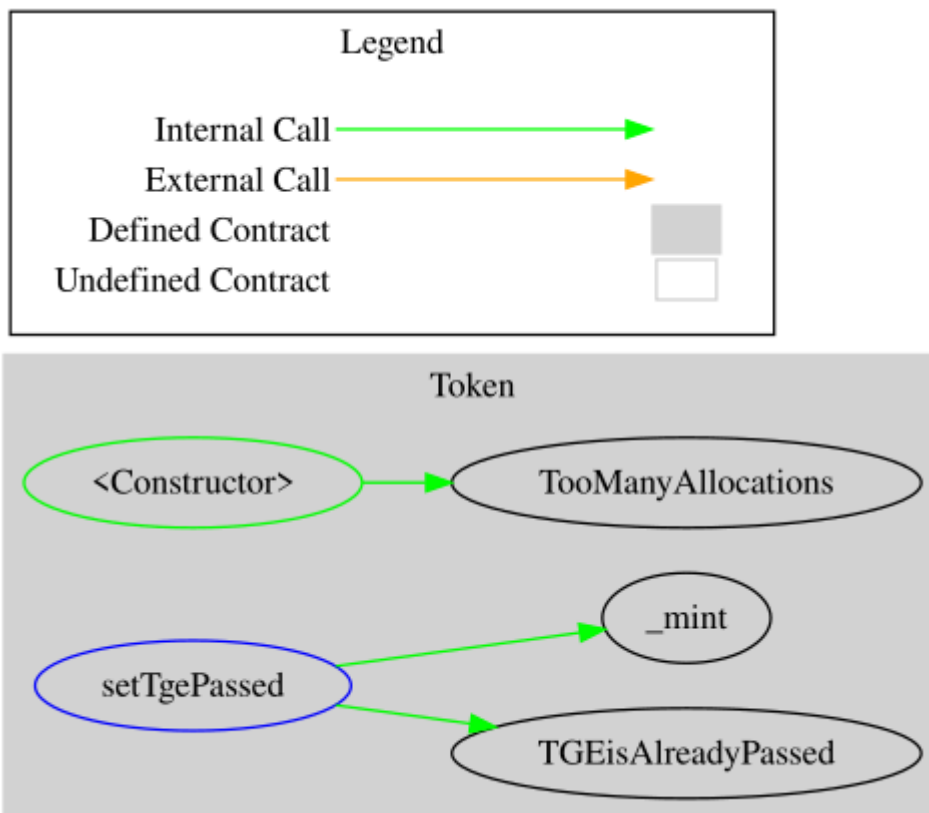 Legend
Internal Call
External Call
Defined Contract
Undefined Contract
Token
<Constructor>
TooManyAllocations
_mint
setTgePassed
TGEisAlreadyPassed